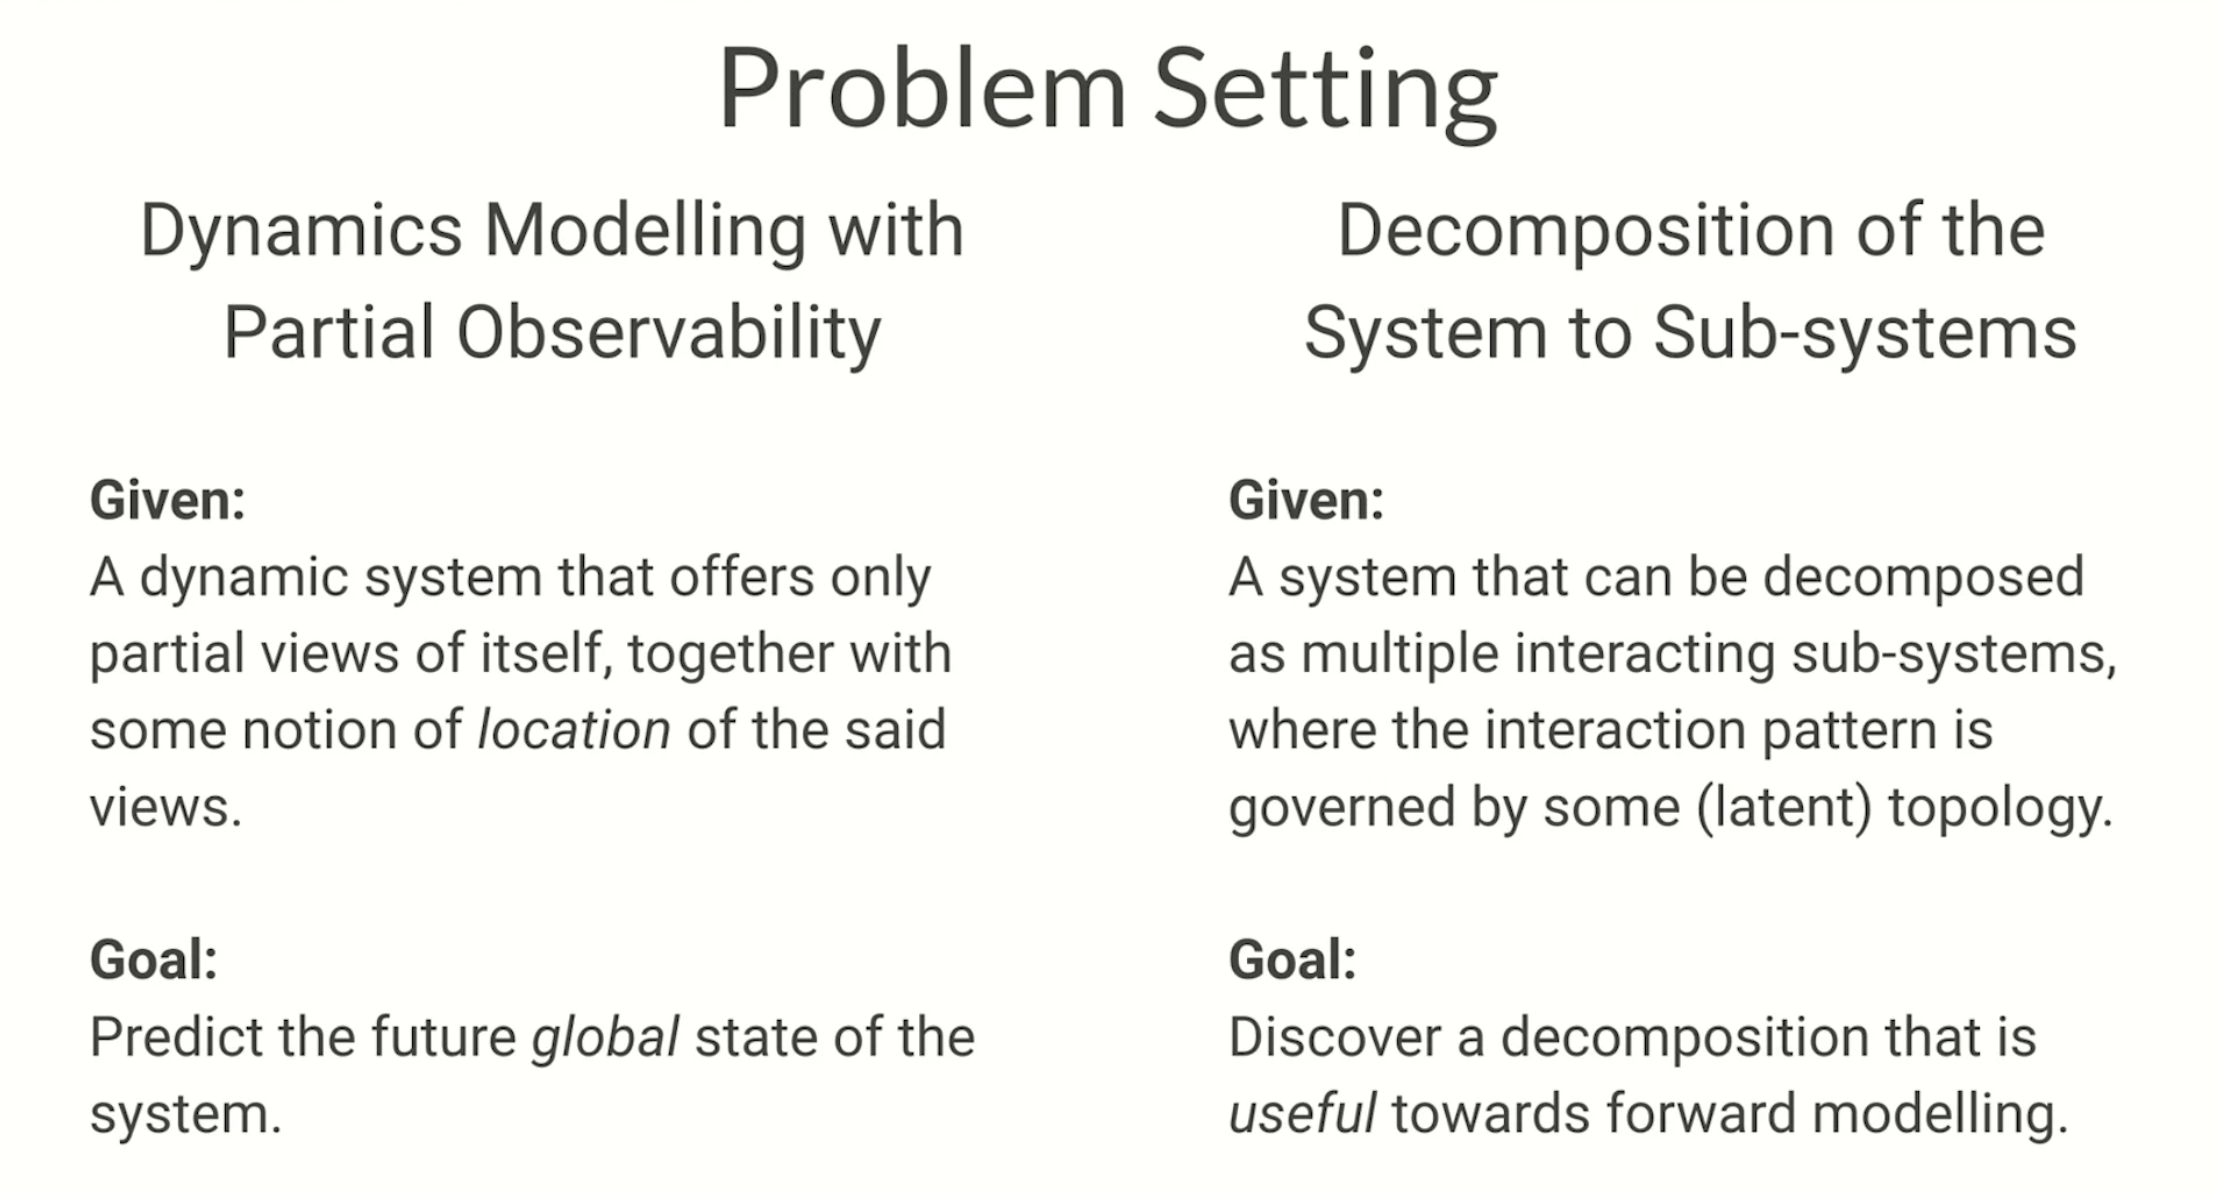 Problem Setting
Dynamics Modelling with
Partial Observability
Given:
A dynamic system that offers only
partial views of itself, together with
some notion of location of the said
views.
Goal:
Predict the future global state of the
system.
Decomposition of the
System to Sub-systems
Given:
A system that can be decomposed
as multiple interacting sub-systems,
where the interaction pattern is
governed by some (latent) topology.
Goal:
Discover a decomposition that is
useful towards forward modelling.